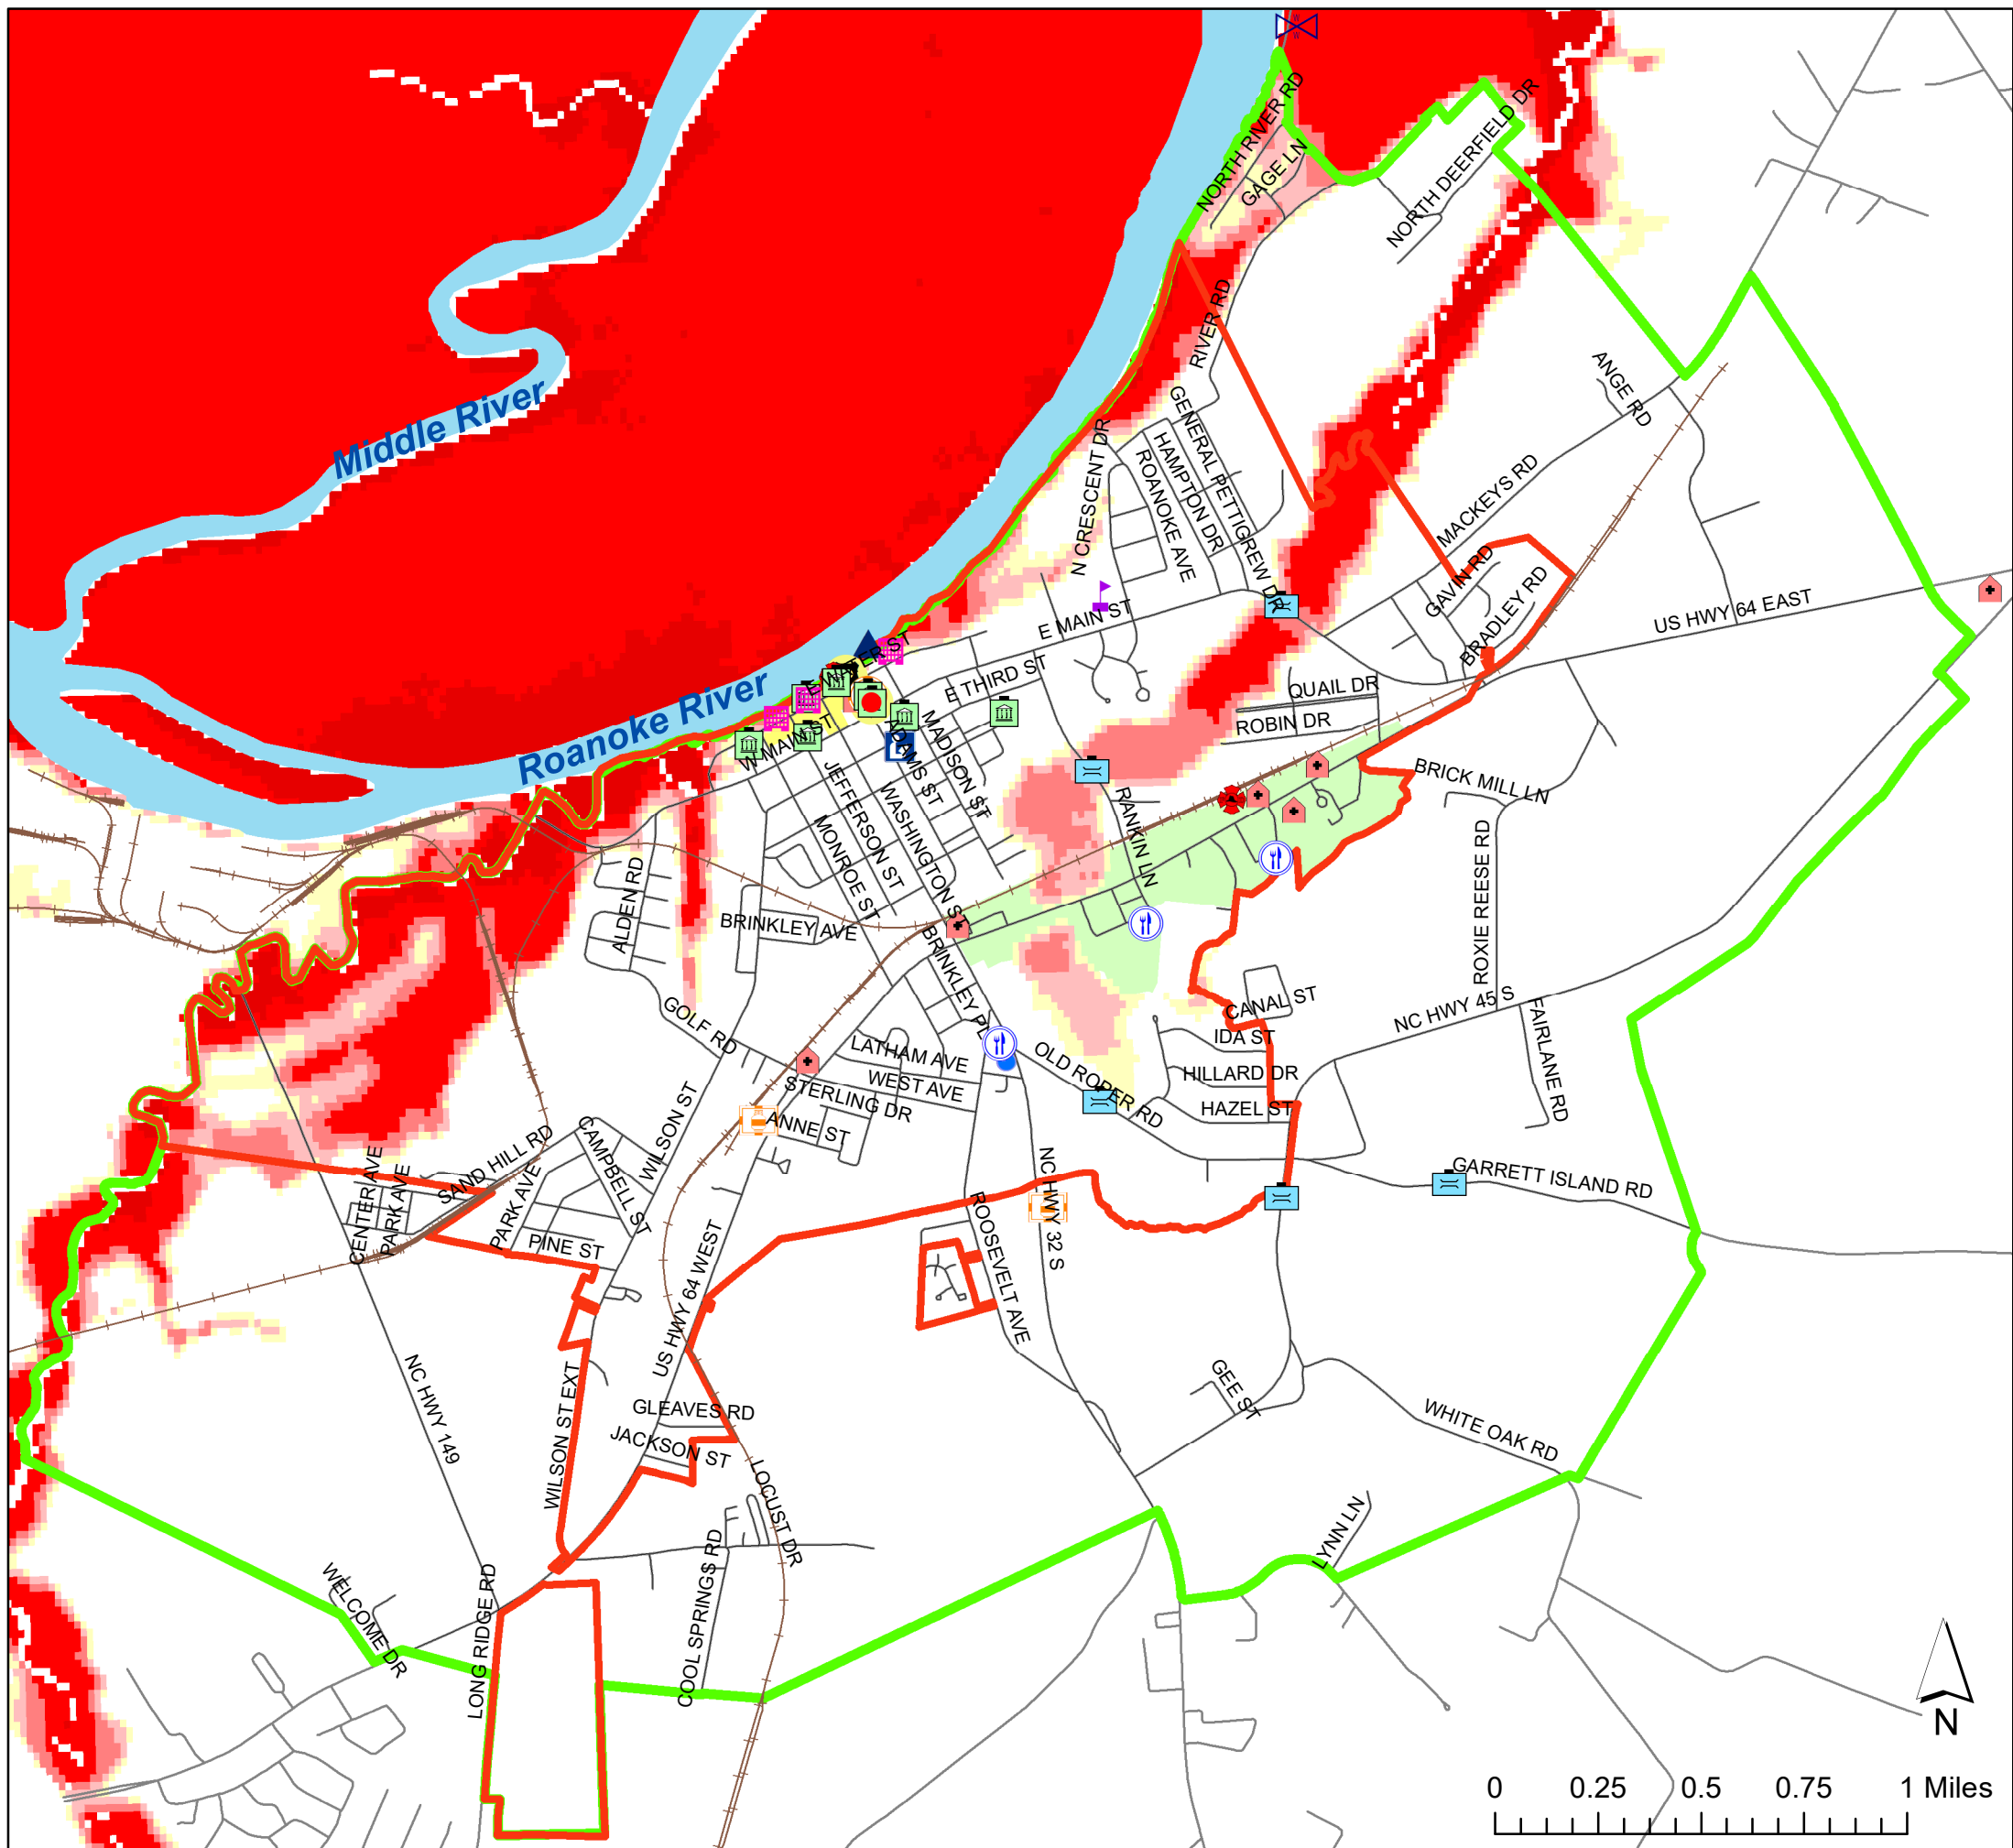 NORTH RIVER RD
GAGE LN
NORTH DEERFIELD DR
RIVER RD
ANGE RD
Middle River
GENERAL PETTIGREW DR
HAMPTON DR
ROANOKE AVE
N CRESCENT DR
MACKEYS RD
GAVIN RD
BRADLEY RD
US HWY 64 EAST
E MAIN ST
E THIRD ST
QUAIL DR
ROBIN DR
Roanoke River
W MAIN ST
ADAMS ST
MADISON ST
JEFFERSON ST
WASHINGTON ST
MONROE ST
RANKIN LN
BRICK MILL LN
ALDEN RD
BRINKLEY AVE
ROXIE REESE RD
GOLF RD
CANAL ST
NC HWY 45 S
IDA ST
FAIRLANE RD
LATHAM AVE
OLD ROPER RD
HILLARD DR
WEST AVE
STERLING DR
HAZEL ST
ANNE ST
WILSON ST
CAMPBELL ST
SAND HILL RD
CENTER AVE
PARK AVE
PARK AVE
PINE ST
GARRETT ISLAND RD
NC HWY 32 S
ROOSEVELT AVE
US HWY 64 WEST
NC HWY 149
WILSON ST EXT
GLEAVES RD
JACKSON ST
GEE ST
WHITE OAK RD
LOCUST DR
LYNN LN
COOL SPRINGS RD
WELCOME DR
LONG RIDGE RD
N
0 0.25 0.5 0.75 1 Miles